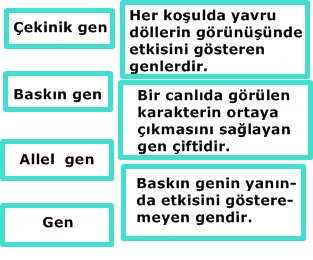 Çekinik gen
Her koşulda yavru
döllerin görünüşünde
etkisini gösteren
genlerdir.
Baskın gen
Bir canlıda görülen
karakterin ortaya
çıkmasını sağlayan
gen çiftidir.
Allel gen
Baskın genin yanın-
da etkisini göstere-
meyen gendir.
Gen